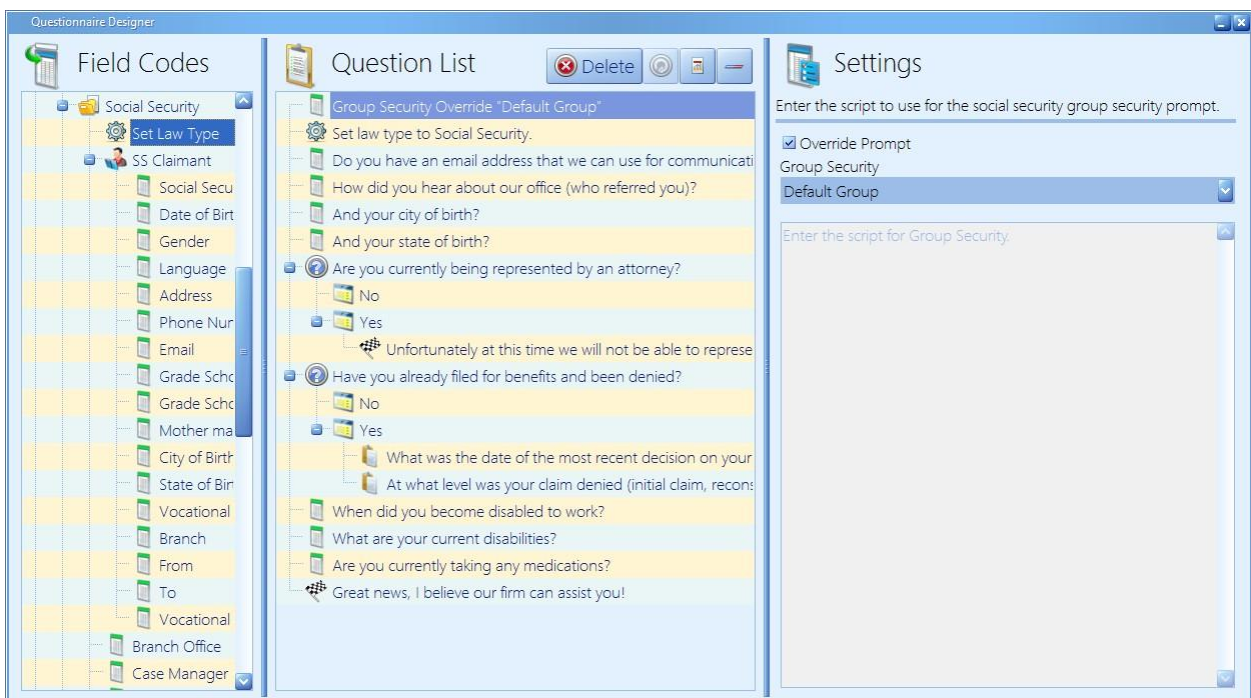 Questionnaire Designer
Field Codes
Social Security
Set Law Type
SS Claimant
Social Secu
Date of Birt
Gender
Language
Address
Phone Nur
Email
Grade Scho
Grade Scho
Mother ma
City of Birth
State of Birt
Vocational
Branch
From
To
Vocational
Branch Office
Case Manager
Question List
Delete
Group Security Override "Default Group"
Set law type to Social Security.
Do you have an email address that we can use for communicati
How did you hear about our office (who referred you)?
And your city of birth?
And your state of birth?
Are you currently being represented by an attorney?
No
Yes
Unfortunately at this time we will not be able to represe
Have you already filed for benefits and been denied?
No
Yes
What was the date of the most recent decision on your
At what level was your claim denied (initial claim, recons
When did you become disabled to work?
What are your current disabilities?
Are you currently taking any medications?
Great news, I believe our firm can assist you!
Settings
Enter the script to use for the social security group security prompt.
Override Prompt
Group Security
Default Group
Enter the script for Group Security.